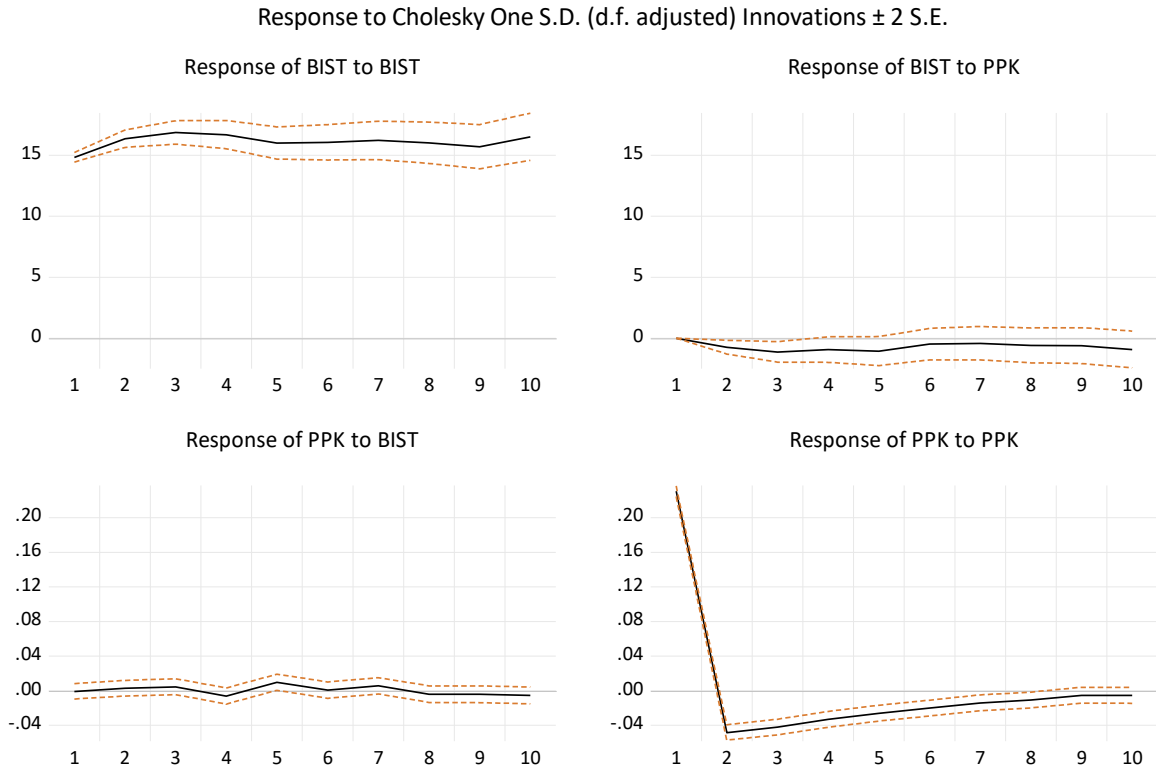 Response to Cholesky One S.D. (d.f. adjusted) Innovations ± 2 S.E.
Response of BIST to BIST
15
10
5
0
1 2 3 4 5 6 7 8 9 10
Response of BIST to PPK
15
10
5
0
1 2 3 4 5 6 7 8 9 10
Response of PPK to BIST
.20
.16
.12
.08
.04
.00
-.04
1 2 3 4 5 6 7 8 9 10
Response of PPK to PPK
.20
.16
.12
.08
.04
.00
-.04
1 2 3 4 5 6 7 8 9 10